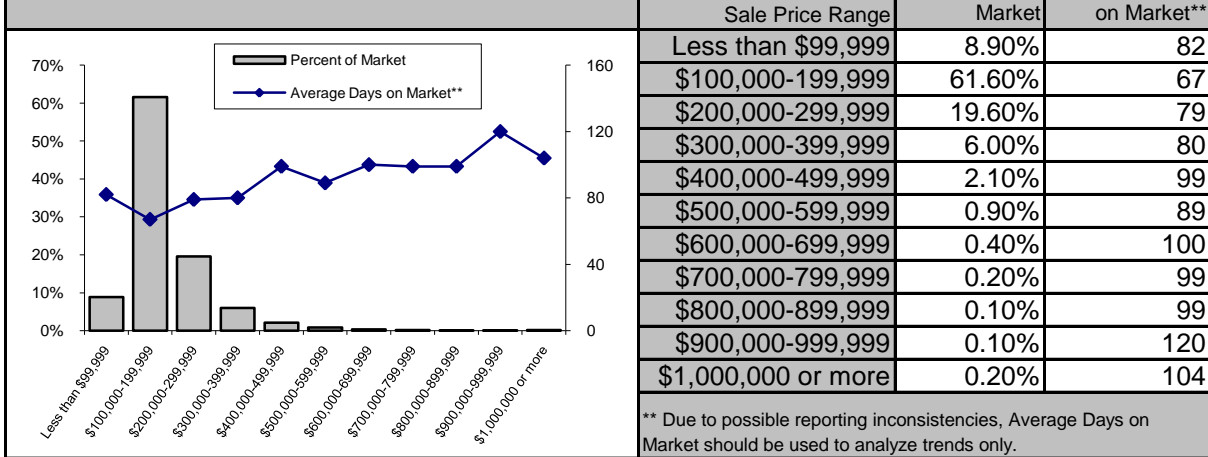 Sale Price Range Market on Market**
Less than $99,999 8.90% 82
$100,000-199,999 61.60% 67
$200,000-299,999 19.60% 79
$300,000-399,999 6.00% 80
$400,000-499,999 2.10% 99
$500,000-599,999 0.90% 89
$600,000-699,999 0.40% 100
$700,000-799,999 0.20% 99
$800,000-899,999 0.10% 99
$900,000-999,999 0.10% 120
$1,000,000 or more 0.20% 104
** Due to possible reporting inconsistencies, Average Days on
Market should be used to analyze trends only.
Percent of Market
Average Days on Market**
70%
60%
50%
40%
30%
20%
10%
0%
160
120
80
40
0
Less than $99,999
$100,000-199,999
$200,000-299,999
$300,000-399,999
$400,000-499,999
$500,000-599,999
$600,000-699,999
$700,000-799,999
$800,000-899,999
$900,000-999,999
$1,000,000 or more